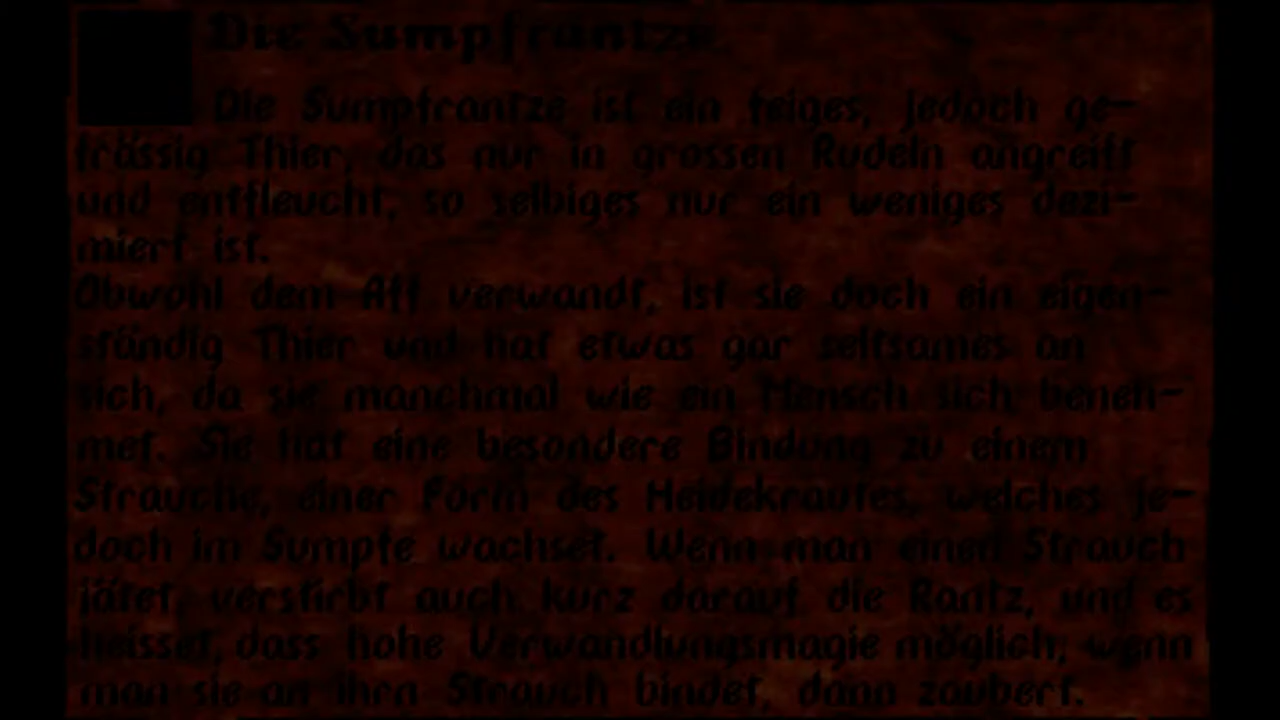 Die Sumpfrantze
Die Sumpfrantze ist ein feiges, jedoch ge-
frässig Thier, das nur in grossen Rudeln angreift
und entfleucht, so selbiges nur ein weniges dezi-
miert ist.
Obwohl dem Aff verwandt, ist sie doch ein eigen-
ständig Thier und hat etwas gar seltsames an
sich, da sie manchmal wie ein Mensch sich beneh-
met. Sie hat eine besondere Bindung zu einem
Strauche, einer Form des Heidekrautes, welches je-
doch im Sumpfe wachset. Wenn man einen Strauch
jätet, verstirbt auch kurz darauf die Rantz, und es
heisset, dass hohe Verwandlungsmagie möglich, wenn
man sie an ihrn Strauch bindet, dann zaubert.